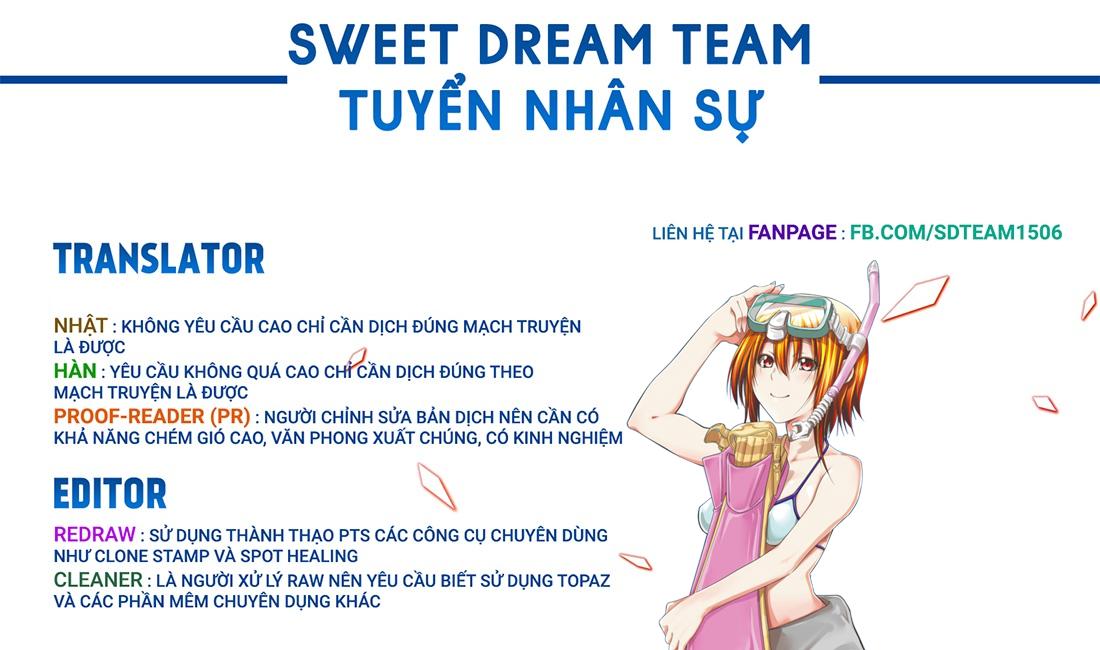 SWEET DREAM TEAM
TUYỂN NHÂN SỰ
LIÊN HỆ TẠI FANPAGE : FB.COM/SDTEAM1506
TRANSLATOR
NHẬT : KHÔNG YÊU CẦU CAO CHỈ CẦN DỊCH ĐÚNG MẠCH TRUYỆN
LÀ ĐƯỢC
HÀN : YÊU CẦU KHÔNG QUÁ CAO CHỈ CẦN DỊCH ĐÚNG THEO
MẠCH TRUYỆN LÀ ĐƯỢC
PROOF-READER (PR) : NGƯỜI CHỈNH SỬA BẢN DỊCH NÊN CẦN CÓ
KHẢ NĂNG CHÉM GIÓ CAO, VĂN PHONG XUẤT CHÚNG, CÓ KINH NGHIỆM
EDITOR
REDRAW : SỬ DỤNG THÀNH THẠO PTS CÁC CÔNG CỤ CHUYÊN DÙNG
NHƯ CLONE STAMP VÀ SPOT HEALING
CLEANER : LÀ NGƯỜI XỬ LÝ RAW NÊN YÊU CẦU BIẾT SỬ DỤNG TOPAZ
VÀ CÁC PHẦN MÊM CHUYÊN DỤNG KHÁC